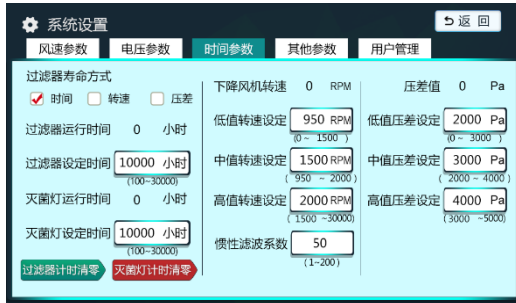 系统设置
返 回
风速参数 电压参数 时间参数 其他参数 用户管理
过滤器寿命方式
时间 转速 压差
过滤器运行时间 0 小时
过滤器设定时间 10000 小时
(100~30000)
灭菌灯运行时间 0 小时
灭菌灯设定时间 10000 小时
(100~30000)
过滤器计时清零 灭菌灯计时清零
下降风机转速 0 RPM
低值转速设定 950 RPM
(0 ~ 1500 )
中值转速设定 1500 RPM
( 950 ~ 2000 )
高值转速设定 2000 RPM
( 1500 ~30000)
惯性滤波系数 50
(1~200)
压差值 0 Pa
低值压差设定 2000 Pa
(0~ 3000 )
中值压差设定 3000 Pa
( 2000 ~ 4000 )
高值压差设定 4000 Pa
(3000 ~5000)